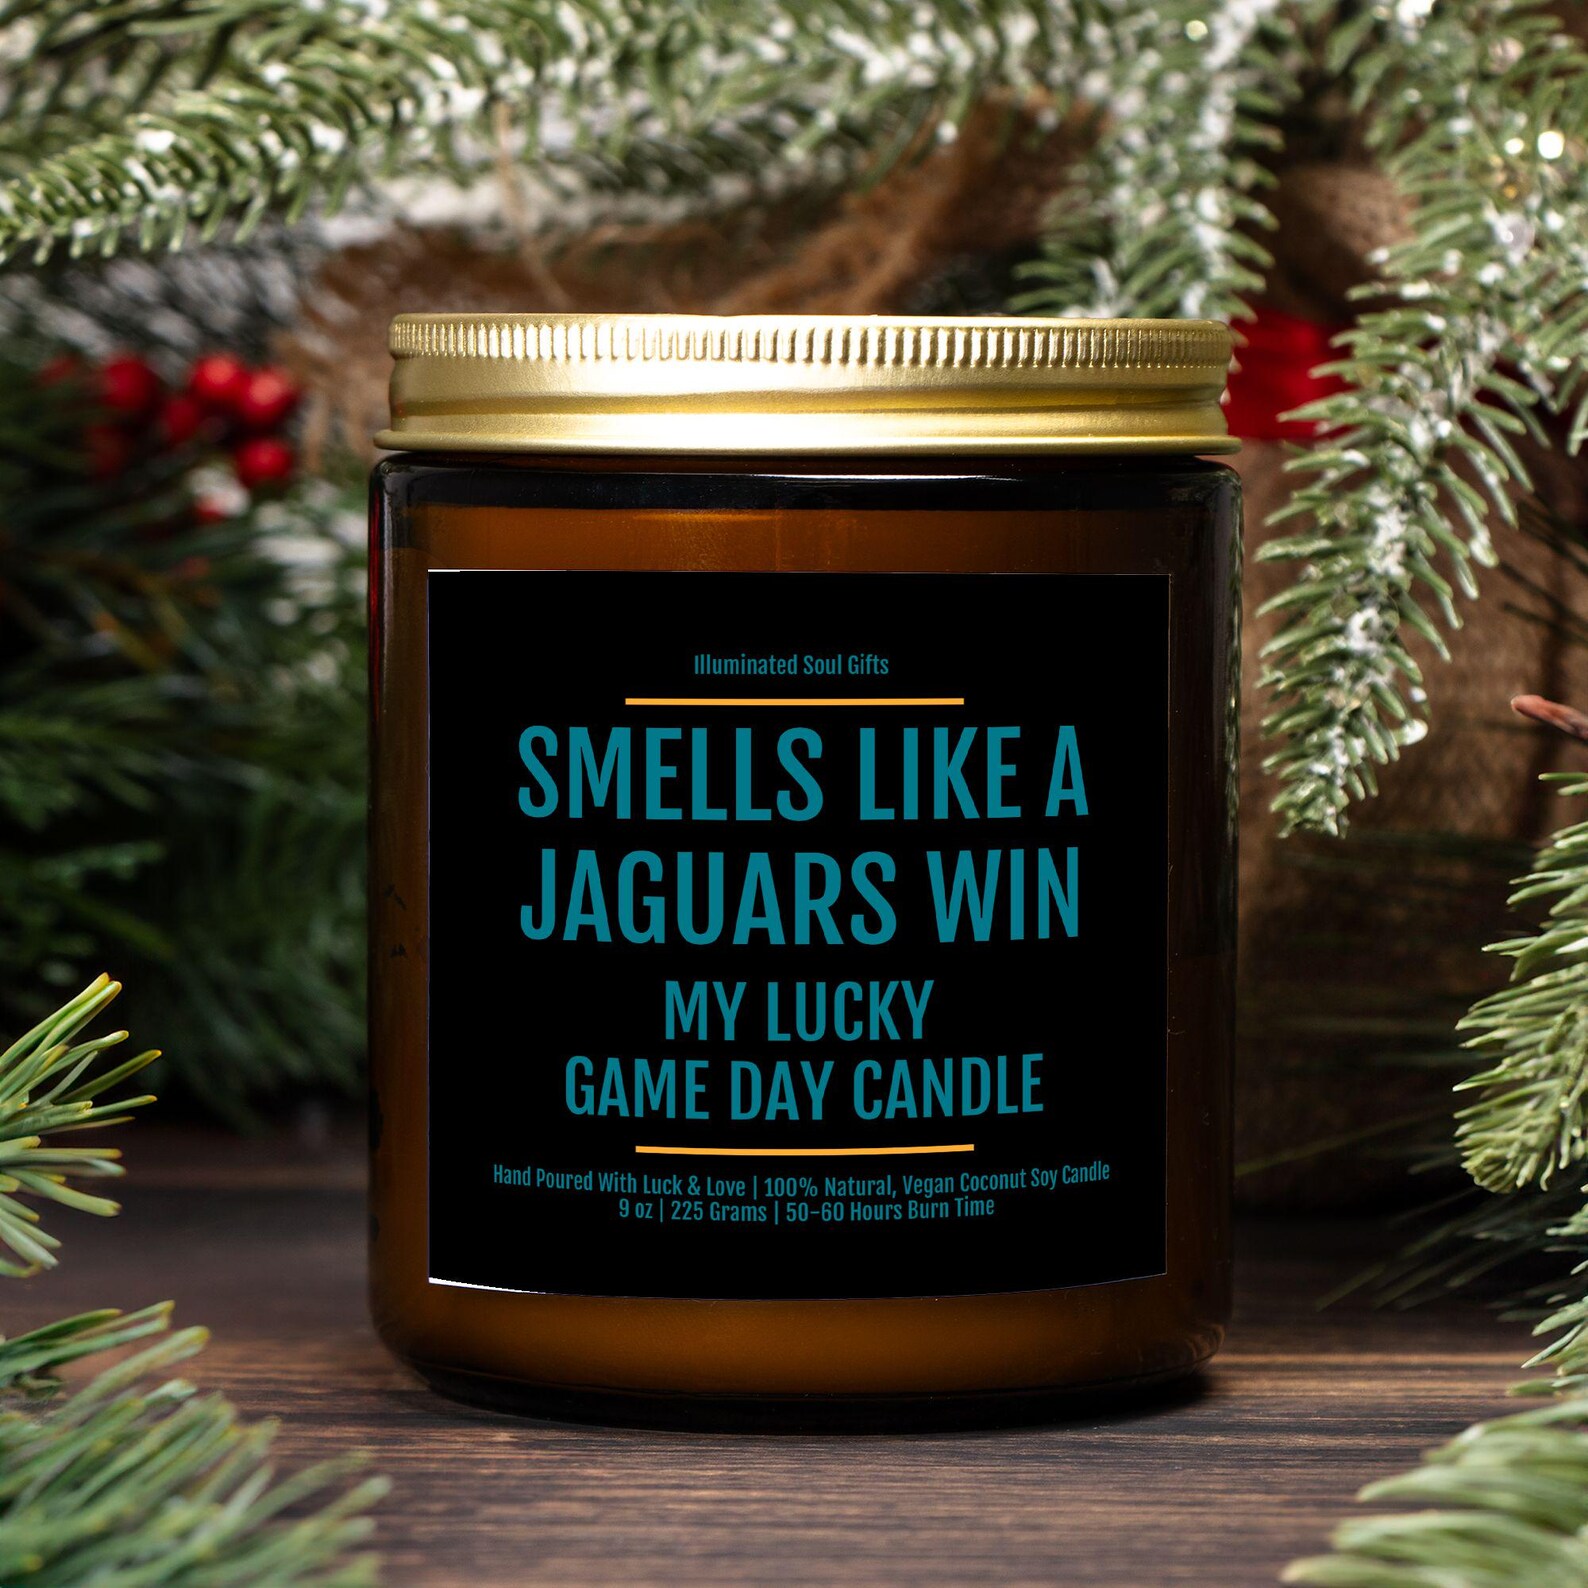 Illuminated Soul Gifts
SMELLS LIKE A
JAGUARS WIN
MY LUCKY
GAME DAY CANDLE
Hand Poured With Luck & Love | 100% Natural, Vegan Coconut Soy Candle
9 oz | 225 Grams | 50-60 Hours Burn Time